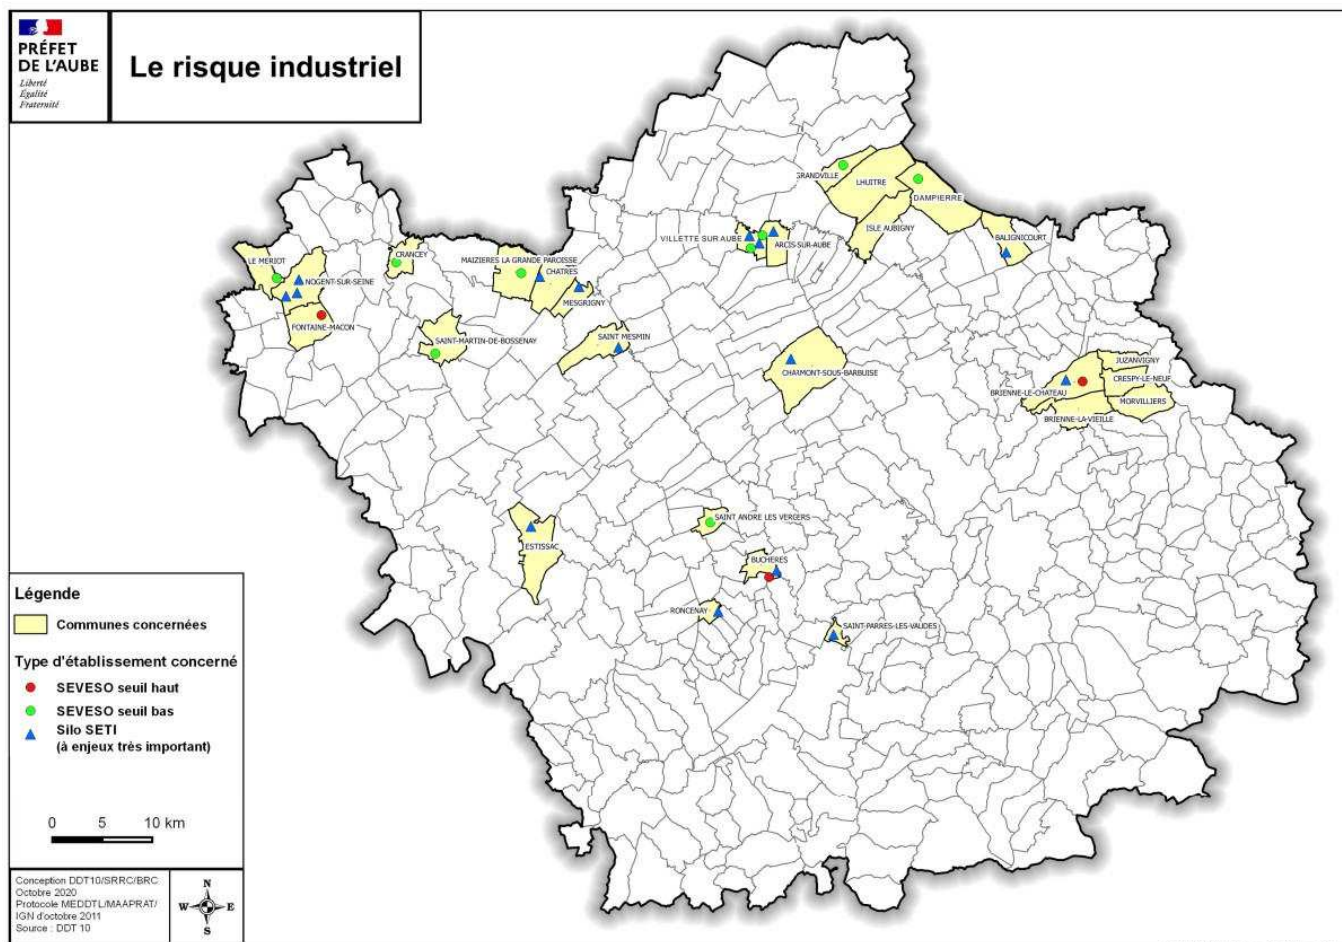 PRÉFET
DE L'AUBE
Liberté
Égalité
Fraternité
Le risque industriel
GRANDVILLE
LHUITRE
DAMPIERRE
ISLE AUBIGNY
VILLETTE SUR AUBE
ARCIS-SUR-AUBE
BALIGNICOURT
LE MERIOT
CRANCEY
MAIZIERES LA GRANDE PAROISSE
CHATRES
NOGENT-SUR-SEINE
MESGRIGNY
FONTAINE-MACON
SAINT-MARTIN-DE-BOSSENAY
SAINT MESMIN
CHARMONT-SOUS-BARBUISE
JUZANVIGNY
CRESPY-LE-NEUF
BRIENNE-LE-CHATEAU
MORVILLIERS
BRIENNE-LA-VIEILLE
SAINT ANDRE LES VERGERS
ESTISSAC
BUCHERES
RONCENAY
SAINT-PARRES-LES-VAUDES
Légende
Communes concernées
Type d'établissement concerné
SEVESO seuil haut
SEVESO seuil bas
Silo SETI
(à enjeux très important)
0 5 10 km
Conception DDT10/SRRC/BRC
Octobre 2020
Protocole MEDDTL/MAAPRAT/
IGN d'octobre 2011
Source : DDT 10
N
W E
S